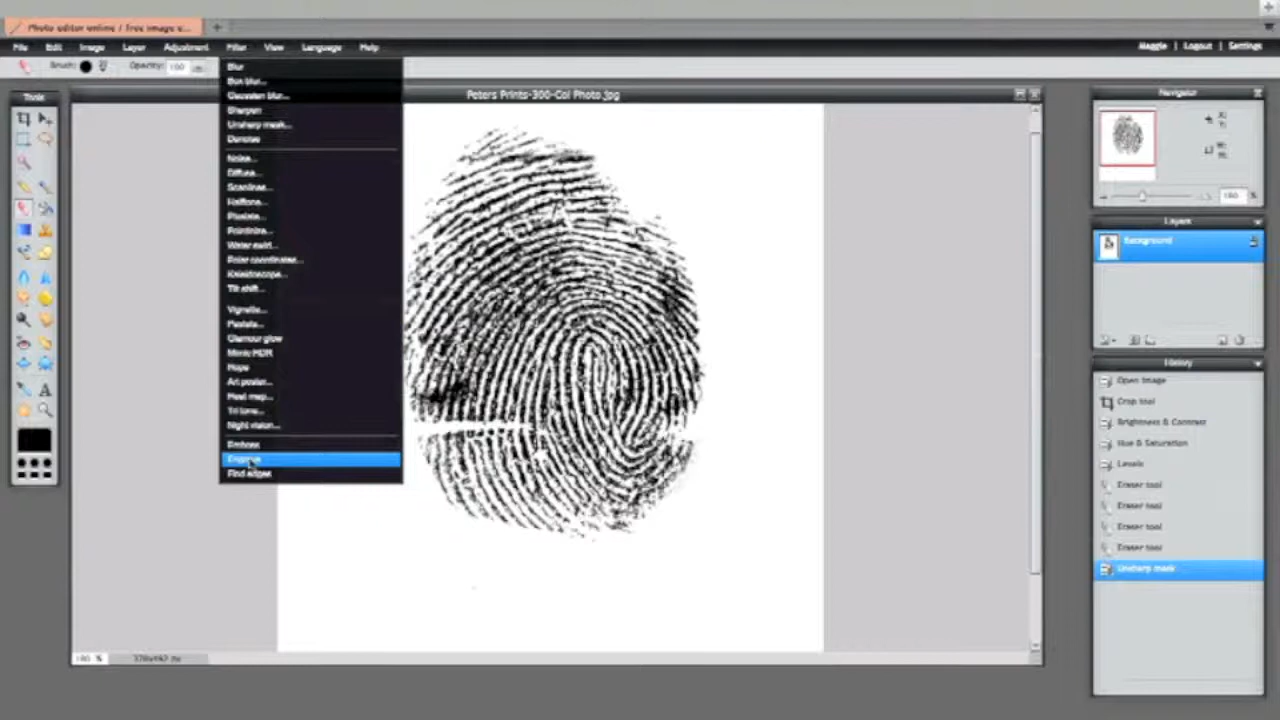 Photo editor online / free image e...
File Edit Image Layer Adjustment Filter View Language Help
Maggie | Logout | Settings
Brush: Opacity: 100
Tools
Blur
Box blur...
Gaussian blur...
Sharpen
Unsharp mask...
Denoise
Noise...
Diffuse...
Scanlines...
Halftone...
Pixelate...
Pointinize...
Water swirl...
Polar coordinates...
Kaleidoscope...
Tilt shift...
Vignette...
Pastels...
Glamour glow
Mimic HDR
Hope
Art poster...
Heat map...
Tri tone...
Night vision...
Emboss
Engrave
Find edges
Peters Prints-300-Col Photo.jpg
100 %
Navigator
X:
Y:
W:
H:
100 %
Layers
Background
History
Open image
Crop tool
Brightness & Contrast
Hue & Saturation
Levels
Eraser tool
Eraser tool
Eraser tool
Eraser tool
Unsharp mask